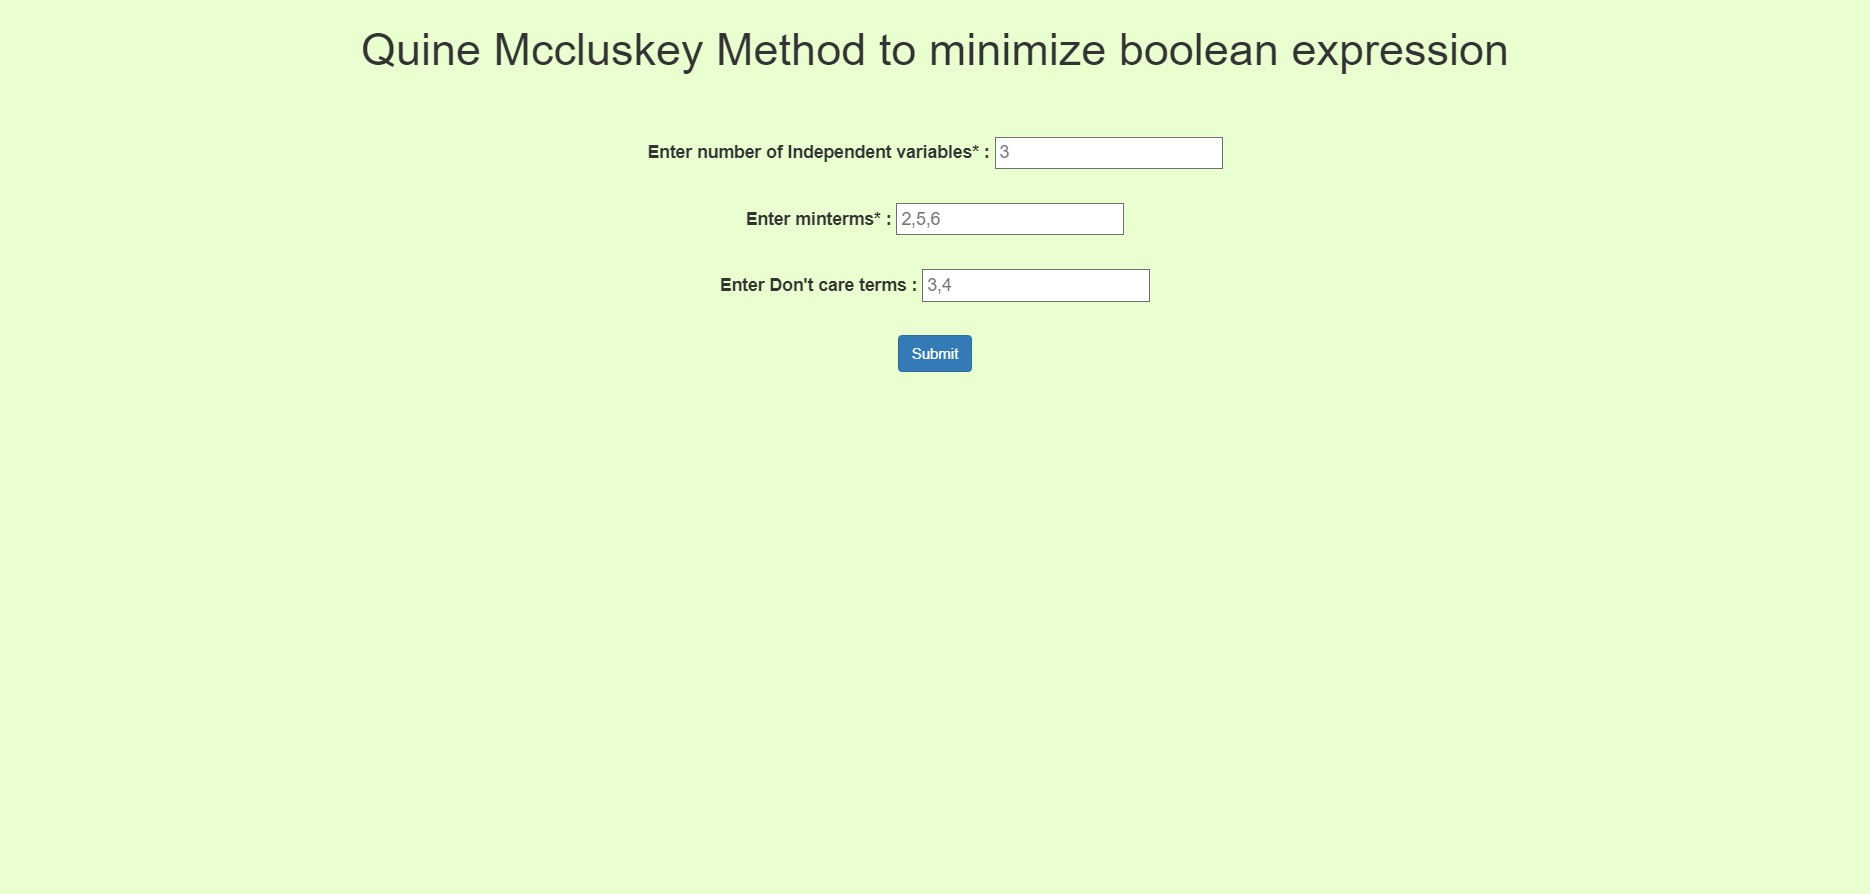 Quine Mccluskey Method to minimize boolean expression
Enter number of Independent variables* : 3
Enter minterms* : 2,5,6
Enter Don't care terms : 3,4
Submit